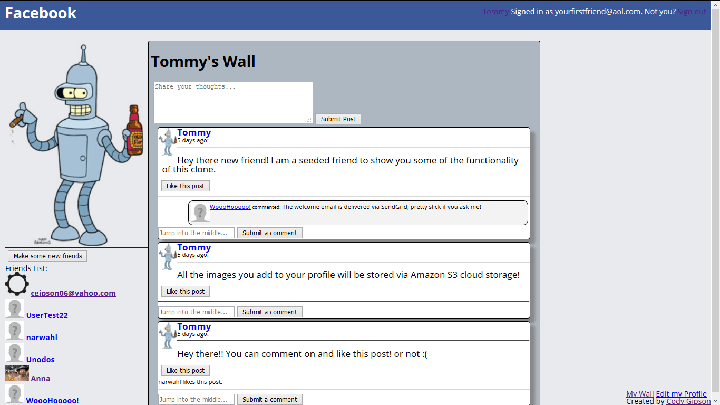 Facebook
Tommy Signed in as yourfirstfriend@aol.com. Not you? Sign out
Tommy's Wall
Share your thoughts...
Submit Post
Tommy
5 days ago
Hey there new friend! I am a seeded friend to show you some of the functionality
of this clone.
Like this post
WoooHooooo! commented: The welcome email is delivered via SendGrid, pretty slick if you ask me!
Jump into the middle... Submit a comment
Tommy
5 days ago
All the images you add to your profile will be stored via Amazon S3 cloud storage!
Like this post
Jump into the middle... Submit a comment
Tommy
5 days ago
Hey there!! You can comment on and like this post! or not :(
Like this post
narwahl likes this post.
Jump into the middle... Submit a comment
Make some new friends
Friends List:
cgipson06@yahoo.com
UserTest22
narwahl
Unodos
Anna
WoooHooooo!
My Wall Edit my Profile
Created by Cody Gipson